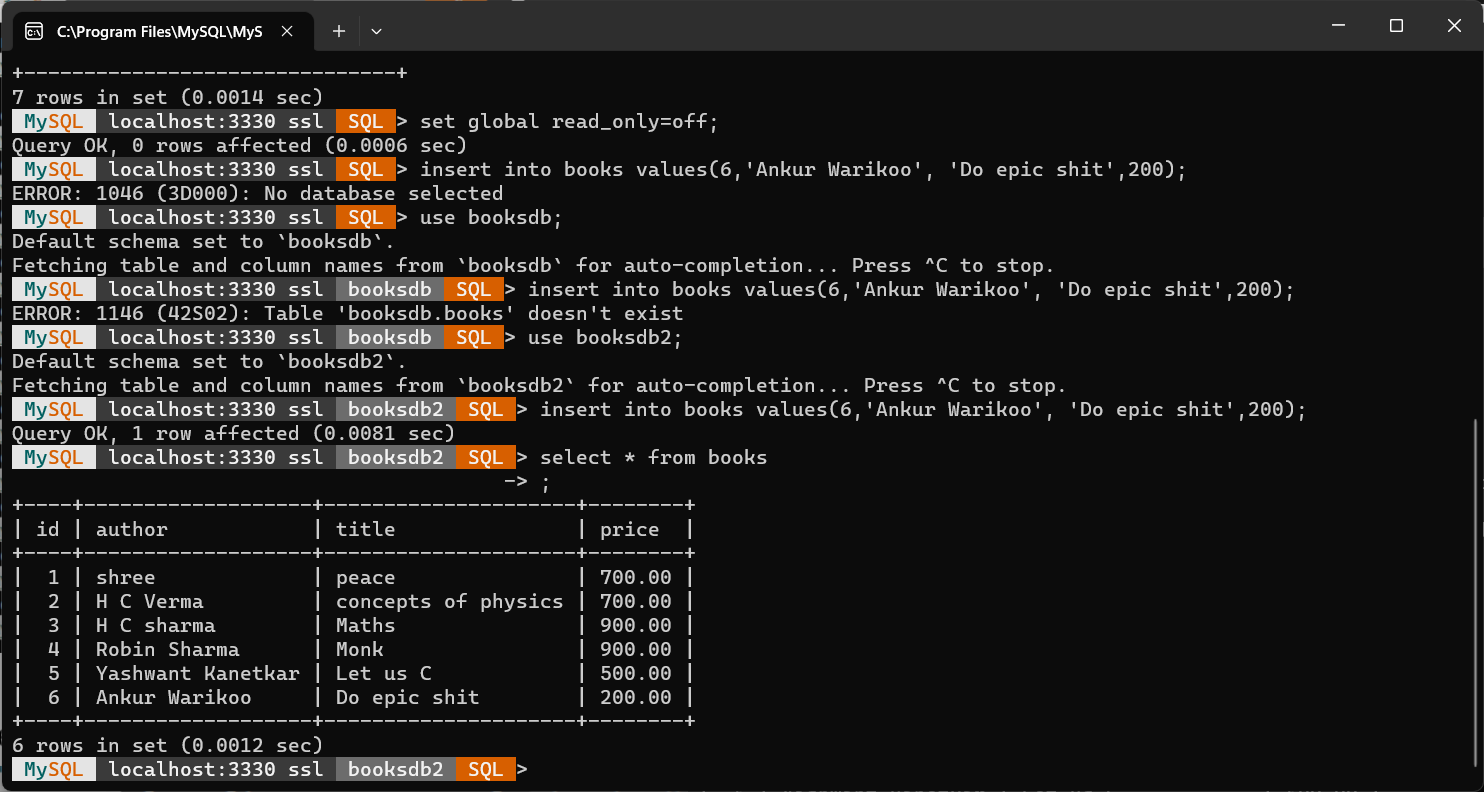 C:\Program Files\MySQL\MyS
+-------------------------------+
7 rows in set (0.0014 sec)
MySQL localhost:3330 ssl SQL > set global read_only=off;
Query OK, 0 rows affected (0.0006 sec)
MySQL localhost:3330 ssl SQL > insert into books values(6,'Ankur Warikoo', 'Do epic shit',200);
ERROR: 1046 (3D000): No database selected
MySQL localhost:3330 ssl SQL > use booksdb;
Default schema set to `booksdb`.
Fetching table and column names from `booksdb` for auto-completion... Press ^C to stop.
MySQL localhost:3330 ssl booksdb SQL > insert into books values(6,'Ankur Warikoo', 'Do epic shit',200);
ERROR: 1146 (42S02): Table 'booksdb.books' doesn't exist
MySQL localhost:3330 ssl booksdb SQL > use booksdb2;
Default schema set to `booksdb2`.
Fetching table and column names from `booksdb2` for auto-completion... Press ^C to stop.
MySQL localhost:3330 ssl booksdb2 SQL > insert into books values(6,'Ankur Warikoo', 'Do epic shit',200);
Query OK, 1 row affected (0.0081 sec)
MySQL localhost:3330 ssl booksdb2 SQL > select * from books
-> ;
+----+-------------------+---------------------+--------+
| id | author            | title               | price  |
+----+-------------------+---------------------+--------+
|  1 | shree             | peace               | 700.00 |
|  2 | H C Verma         | concepts of physics | 700.00 |
|  3 | H C sharma        | Maths               | 900.00 |
|  4 | Robin Sharma      | Monk                | 900.00 |
|  5 | Yashwant Kanetkar | Let us C            | 500.00 |
|  6 | Ankur Warikoo     | Do epic shit        | 200.00 |
+----+-------------------+---------------------+--------+
6 rows in set (0.0012 sec)
MySQL localhost:3330 ssl booksdb2 SQL >